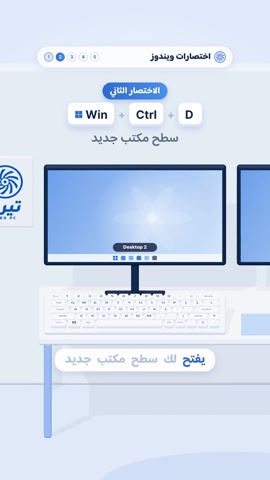 اختصارات ويندوز
1 2 3 4 5
الاختصار الثاني
Win + Ctrl + D
سطح مكتب جديد
Desktop 2
يفتح لك سطح مكتب جديد